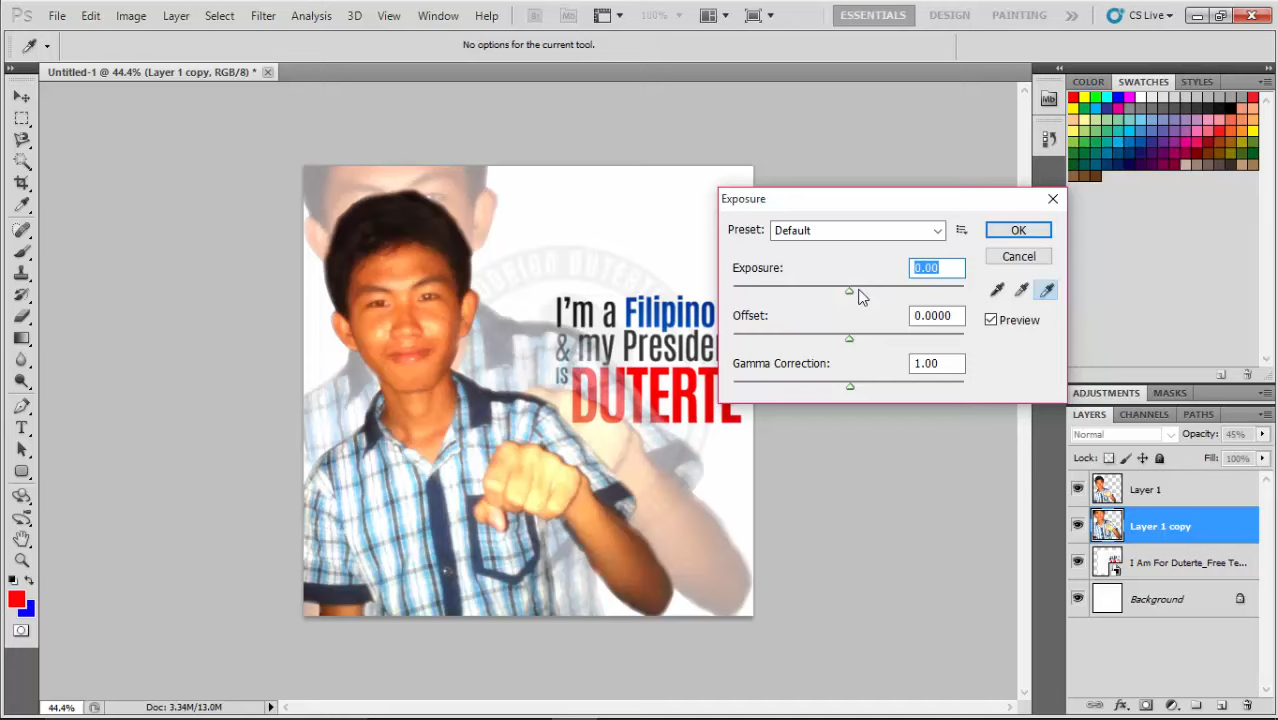 Ps File Edit Image Layer Select Filter Analysis 3D View Window Help Br Mb 100% ESSENTIALS DESIGN PAINTING CS Live
No options for the current tool.
Untitled-1 @ 44.4% (Layer 1 copy, RGB/8) *
COLOR SWATCHES STYLES
Mb
Exposure
Preset: Default OK
Cancel
Exposure: 0.00
Offset: 0.0000
Preview
Gamma Correction: 1.00
I'm a Filipino
& my Presiden
IS DUTERTE
ADJUSTMENTS MASKS
LAYERS CHANNELS PATHS
Normal Opacity: 45%
Lock: Fill: 100%
Layer 1
Layer 1 copy
I Am For Duterte_Free Te...
Background
44.4% Doc: 3.34M/13.0M